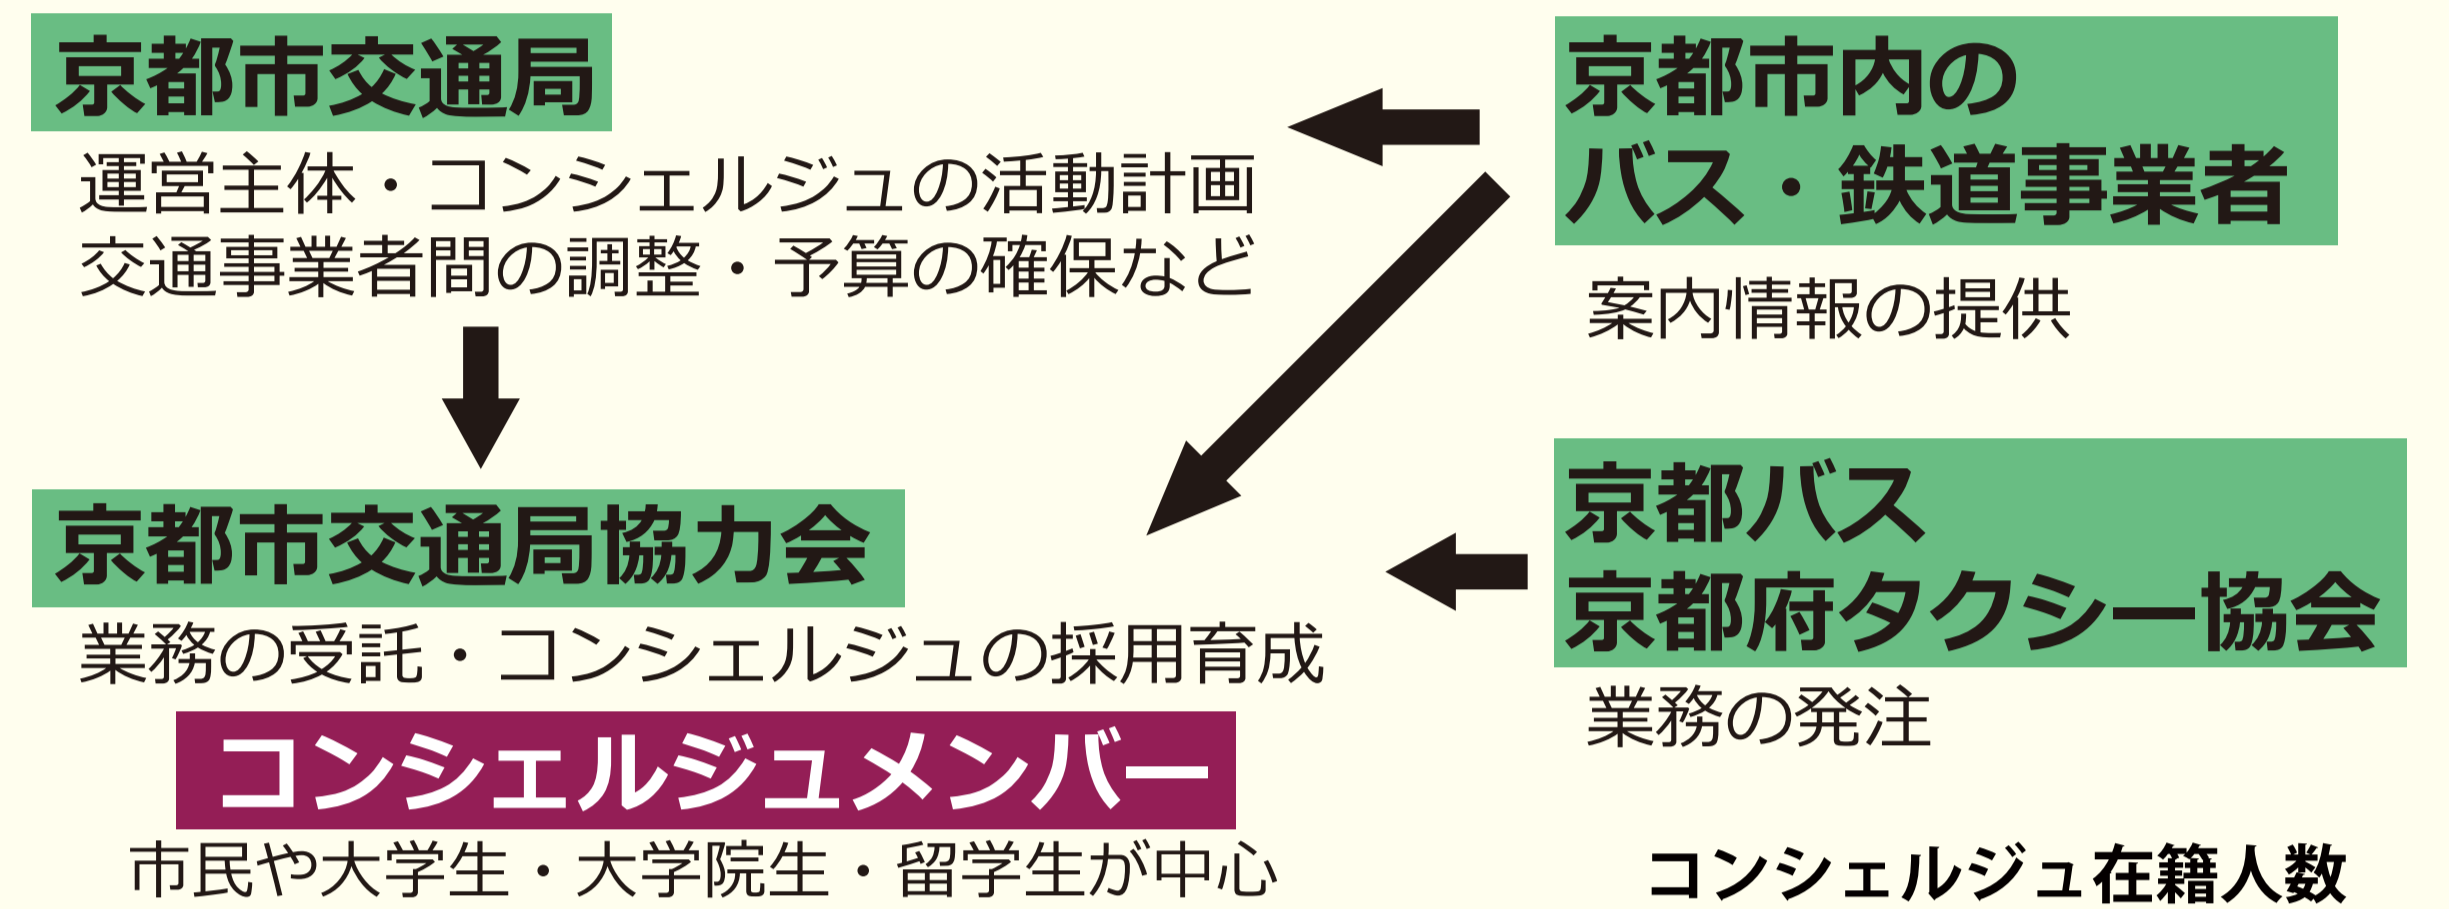 京都市交通局
運営主体・コンシェルジュの活動計画
交通事業者間の調整・予算の確保など
京都市交通局協力会
業務の受託・コンシェルジュの採用育成
コンシェルジュメンバー
市民や大学生・大学院生・留学生が中心
京都市内の
バス・鉄道事業者
案内情報の提供
京都バス
京都府タクシー協会
業務の発注
コンシェルジュ在籍人数